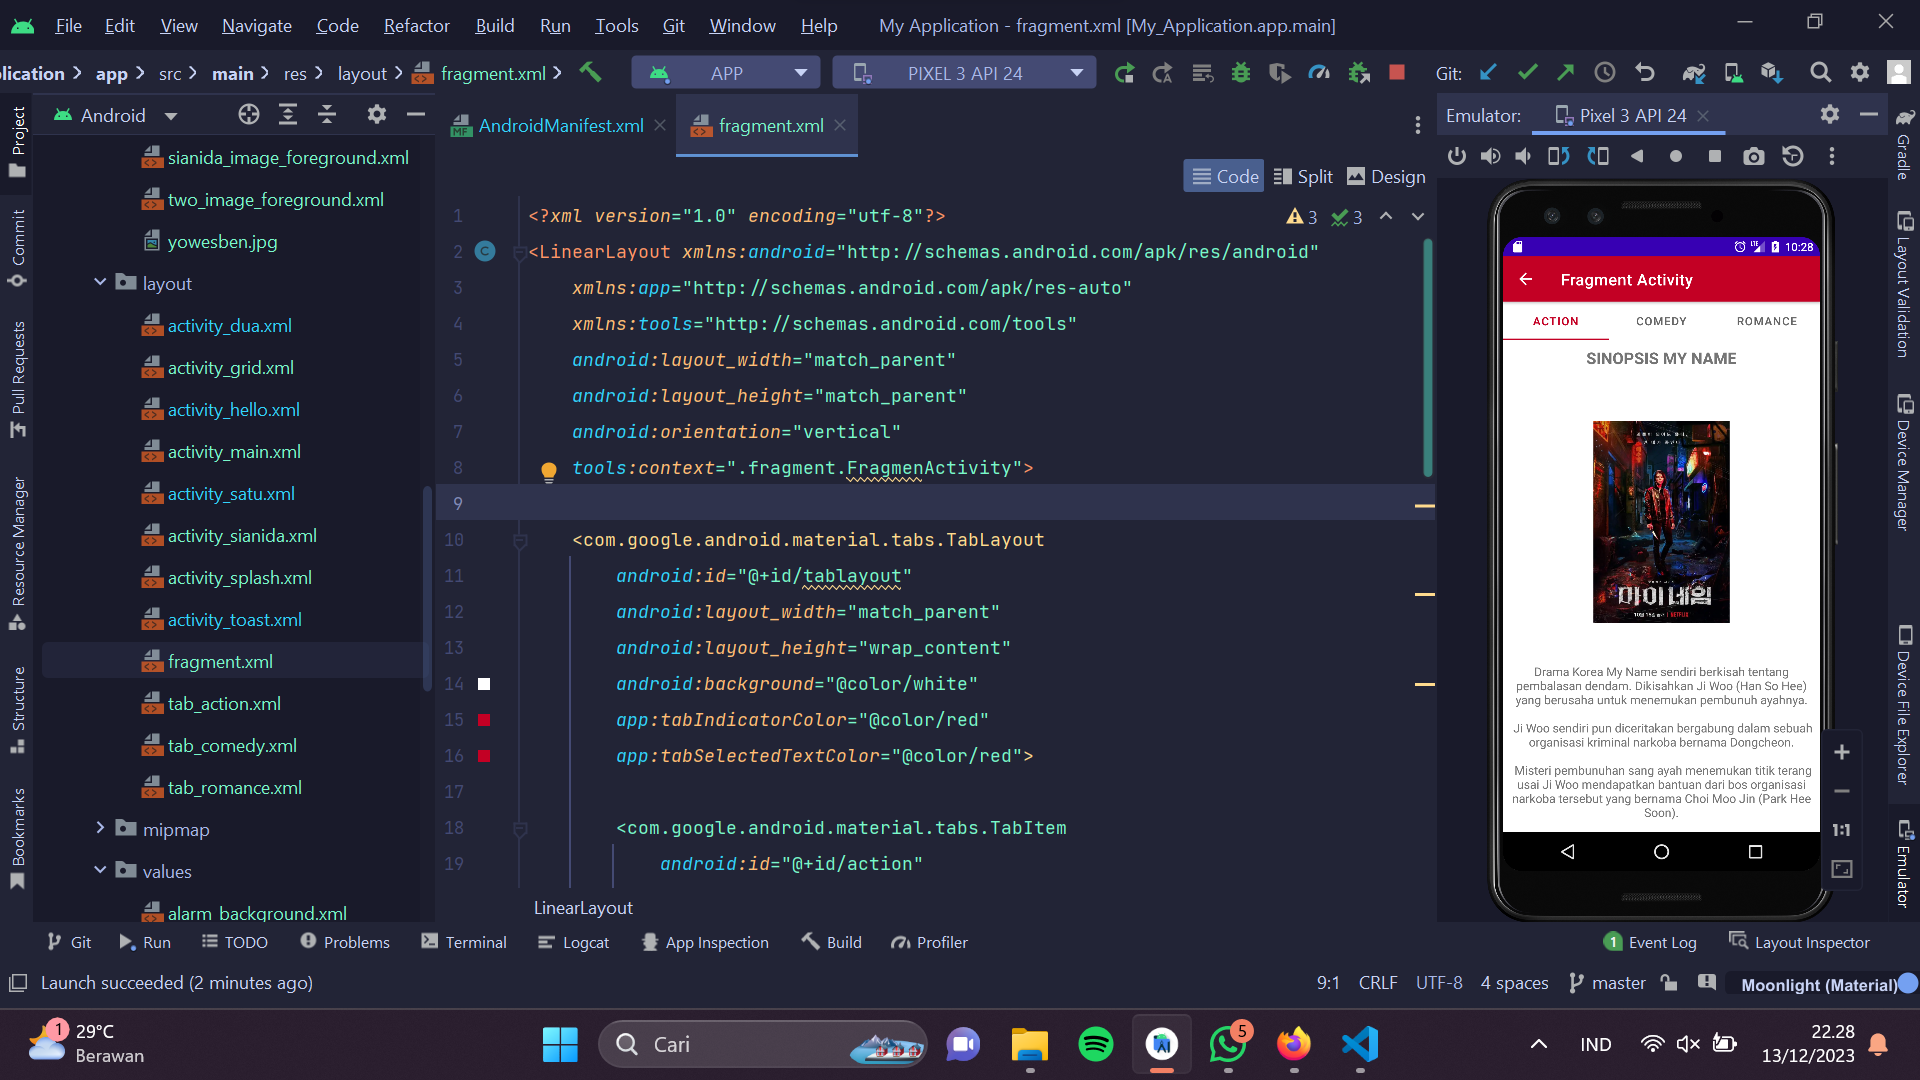 File Edit View Navigate Code Refactor Build Run Tools Git Window Help My Application - fragment.xml [My_Application.app.main]
lication app src main res layout fragment.xml APP PIXEL 3 API 24 Git:
Android
AndroidManifest.xml fragment.xml
Emulator: Pixel 3 API 24
Code Split Design
Project
Commit
Pull Requests
Resource Manager
Structure
Bookmarks
sianida_image_foreground.xml
two_image_foreground.xml
yowesben.jpg
layout
activity_dua.xml
activity_grid.xml
activity_hello.xml
activity_main.xml
activity_satu.xml
activity_sianida.xml
activity_splash.xml
activity_toast.xml
fragment.xml
tab_action.xml
tab_comedy.xml
tab_romance.xml
mipmap
values
alarm_background.xml
3 3
1 <?xml version="1.0" encoding="utf-8"?>
2 <LinearLayout xmlns:android="http://schemas.android.com/apk/res/android"
3 xmlns:app="http://schemas.android.com/apk/res-auto"
4 xmlns:tools="http://schemas.android.com/tools"
5 android:layout_width="match_parent"
6 android:layout_height="match_parent"
7 android:orientation="vertical"
8 tools:context=".fragment.FragmenActivity">
9
10 <com.google.android.material.tabs.TabLayout
11 android:id="@+id/tablayout"
12 android:layout_width="match_parent"
13 android:layout_height="wrap_content"
14 android:background="@color/white"
15 app:tabIndicatorColor="@color/red"
16 app:tabSelectedTextColor="@color/red">
17
18 <com.google.android.material.tabs.TabItem
19 android:id="@+id/action"
LinearLayout
10:28
Fragment Activity
ACTION COMEDY ROMANCE
SINOPSIS MY NAME
마이 네임
NETFLIX
Drama Korea My Name sendiri berkisah tentang
pembalasan dendam. Dikisahkan Ji Woo (Han So Hee)
yang berusaha untuk menemukan pembunuh ayahnya.
Ji Woo sendiri pun diceritakan bergabung dalam sebuah
organisasi kriminal narkoba bernama Dongcheon.
Misteri pembunuhan sang ayah menemukan titik terang
usai Ji Woo mendapatkan bantuan dari bos organisasi
narkoba tersebut yang bernama Choi Moo Jin (Park Hee
Soon).
1:1
Gradle
Layout Validation
Device Manager
Device File Explorer
Emulator
Git Run TODO Problems Terminal Logcat App Inspection Build Profiler 1 Event Log Layout Inspector
Launch succeeded (2 minutes ago) 9:1 CRLF UTF-8 4 spaces master Moonlight (Material)
1 29°C
Berawan
Cari
5
IND
22.28
13/12/2023